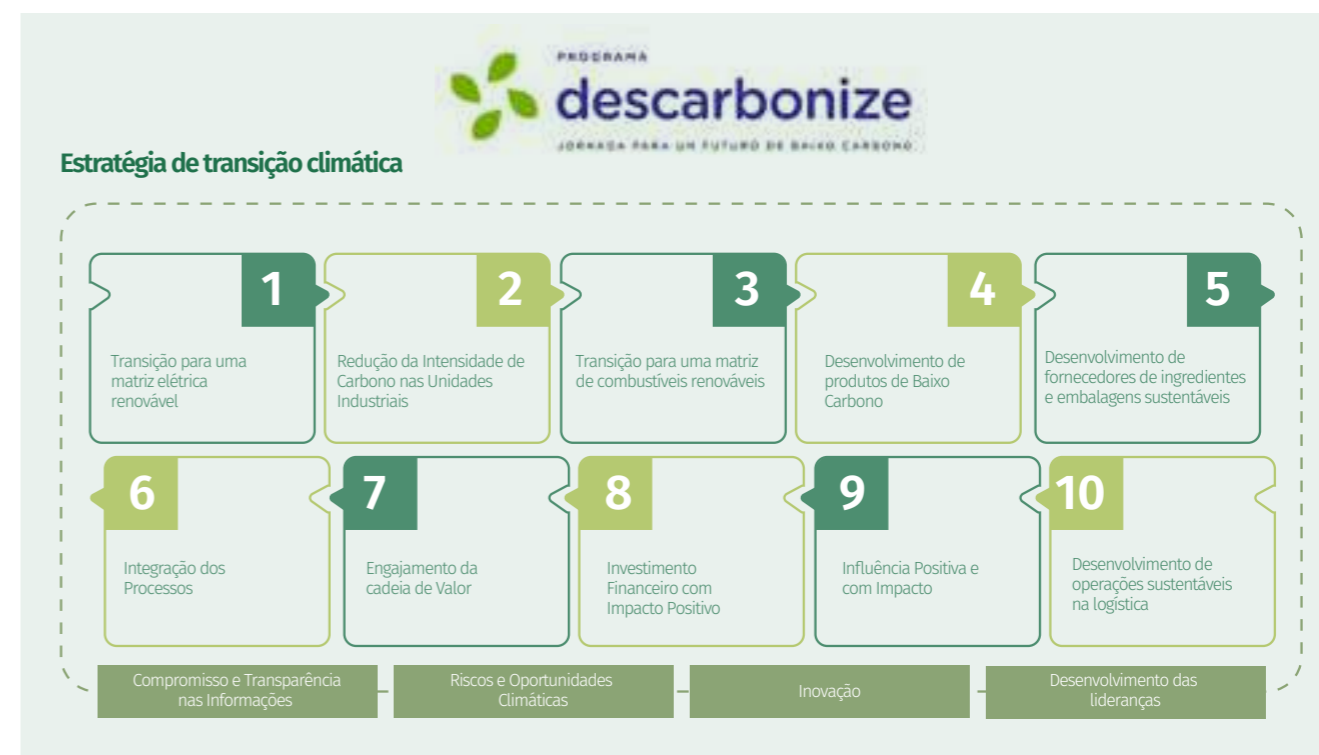 PROGRAMA
descarbonize
JORNADA PARA UM FUTURO DE BAIXO CARBONO
Estratégia de transição climática
1
Transição para uma
matriz elétrica
renovável
2
Redução da Intensidade de
Carbono nas Unidades
Industriais
3
Transição para uma matriz
de combustíveis renováveis
4
Desenvolvimento de
produtos de Baixo
Carbono
5
Desenvolvimento de
fornecedores de ingredientes
e embalagens sustentáveis
6
Integração dos
Processos
7
Engajamento da
cadeia de Valor
8
Investimento
Financeiro com
Impacto Positivo
9
Influência Positiva e
com Impacto
10
Desenvolvimento de
operações sustentáveis
na logística
Compromisso e Transparência
nas Informações
Riscos e Oportunidades
Climáticas
Inovação
Desenvolvimento das
lideranças